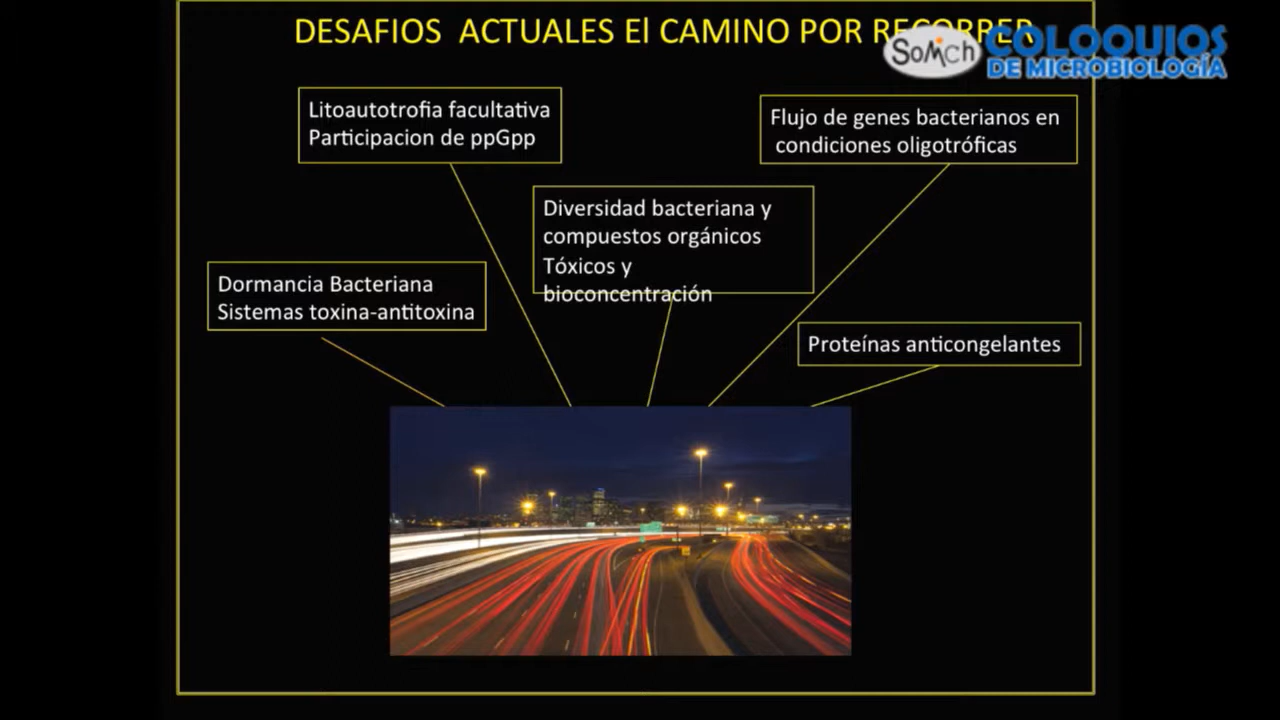 DESAFIOS ACTUALES El CAMINO POR RECORRER
SoMich
COLOQUIOS
DE MICROBIOLOGÍA
Litoautotrofia facultativa
Participacion de ppGpp
Flujo de genes bacterianos en
condiciones oligotróficas
Diversidad bacteriana y
compuestos orgánicos
Tóxicos y
bioconcentración
Dormancia Bacteriana
Sistemas toxina-antitoxina
Proteínas anticongelantes